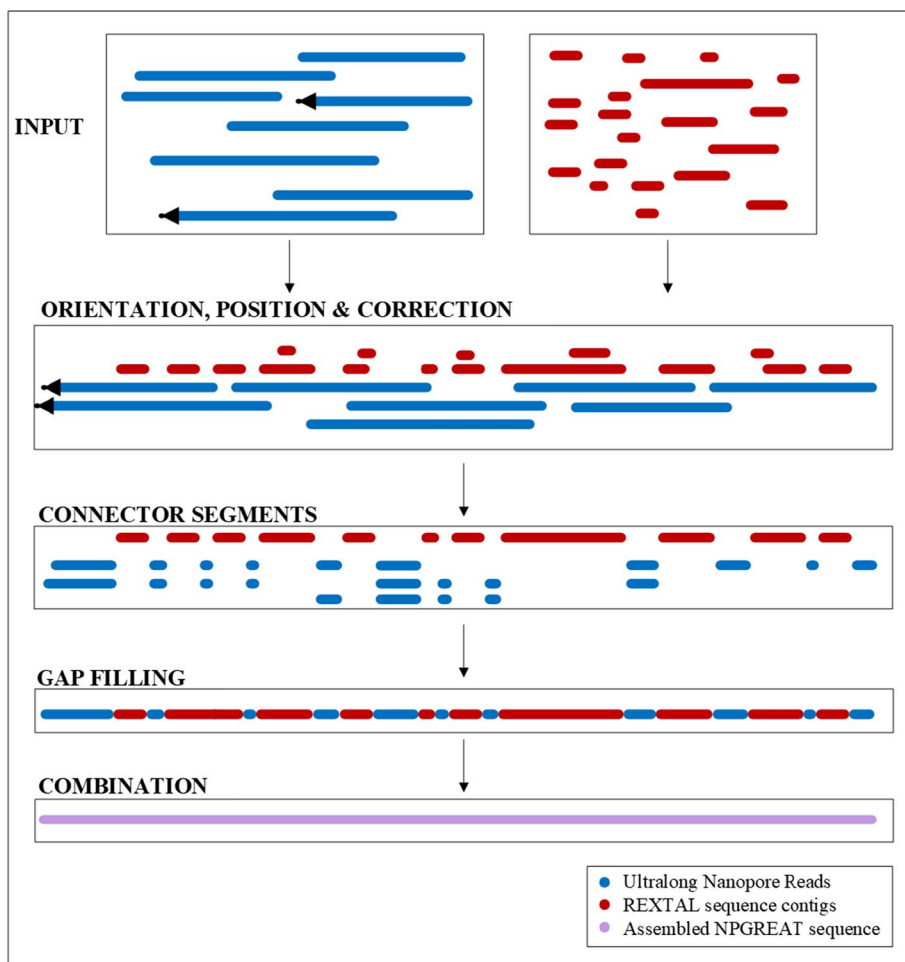 INPUT
ORIENTATION, POSITION & CORRECTION
CONNECTOR SEGMENTS
GAP FILLING
COMBINATION
Ultralong Nanopore Reads
REXTAL sequence contigs
Assembled NPGREAT sequence